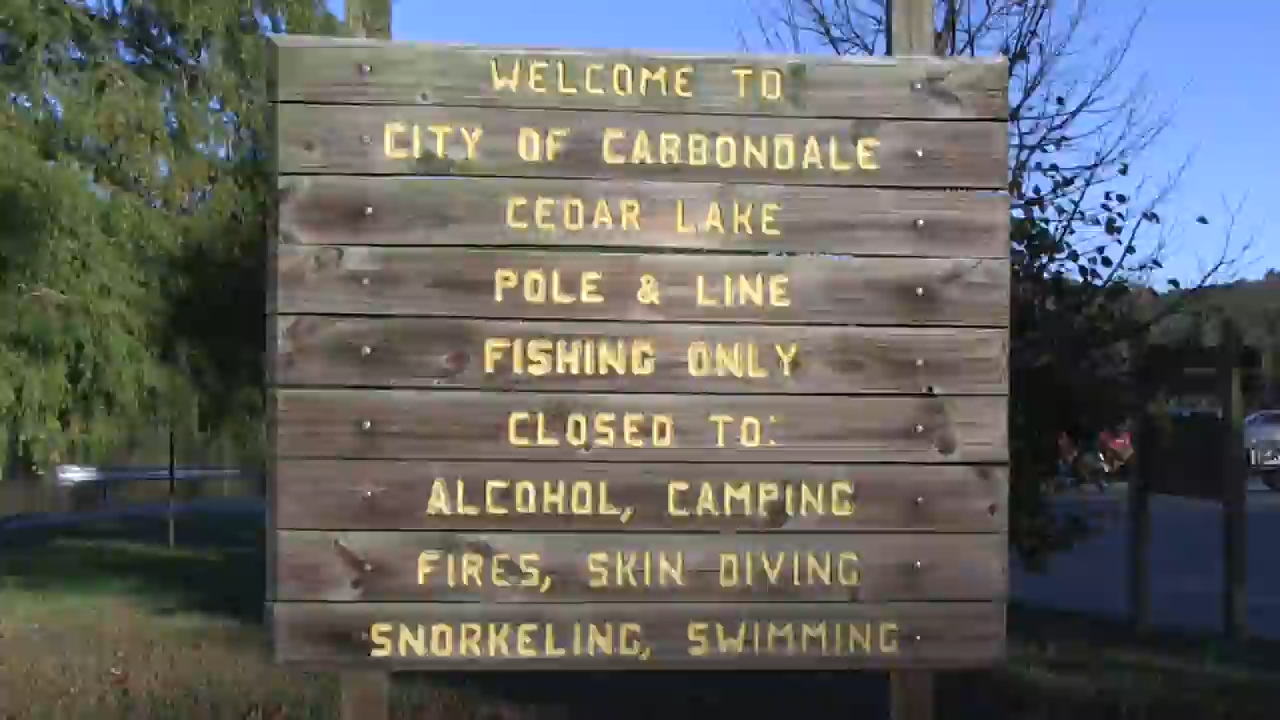 WELCOME TO
CITY OF CARBONDALE
CEDAR LAKE
POLE & LINE
FISHING ONLY
CLOSED TO:
ALCOHOL, CAMPING
FIRES, SKIN DIVING
SNORKELING, SWIMMING